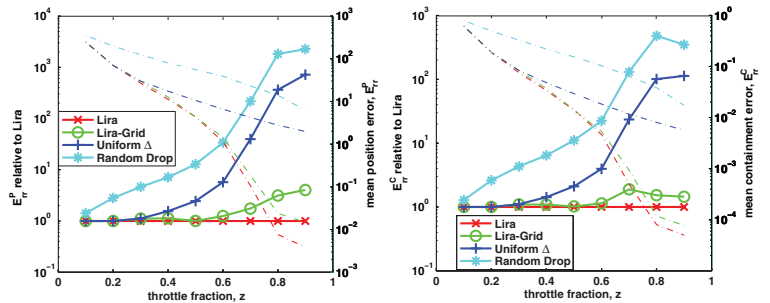 10^5
10^4
10^3
10^2
10^1
10^0
10^-1
E^P_rr relative to Lira
Lira
Lira-Grid
Uniform Δ
Random Drop
0 0.2 0.4 0.6 0.8 1
throttle fraction, z
10^3
10^2
10^1
10^0
10^-1
10^-2
10^-3
mean position error, E^P_rr
10^3
10^2
10^1
10^0
10^-1
E^C_rr relative to Lira
Lira
Lira-Grid
Uniform Δ
Random Drop
0 0.2 0.4 0.6 0.8 1
throttle fraction, z
10^0
10^-1
10^-2
10^-3
10^-4
mean containment error, E^C_rr